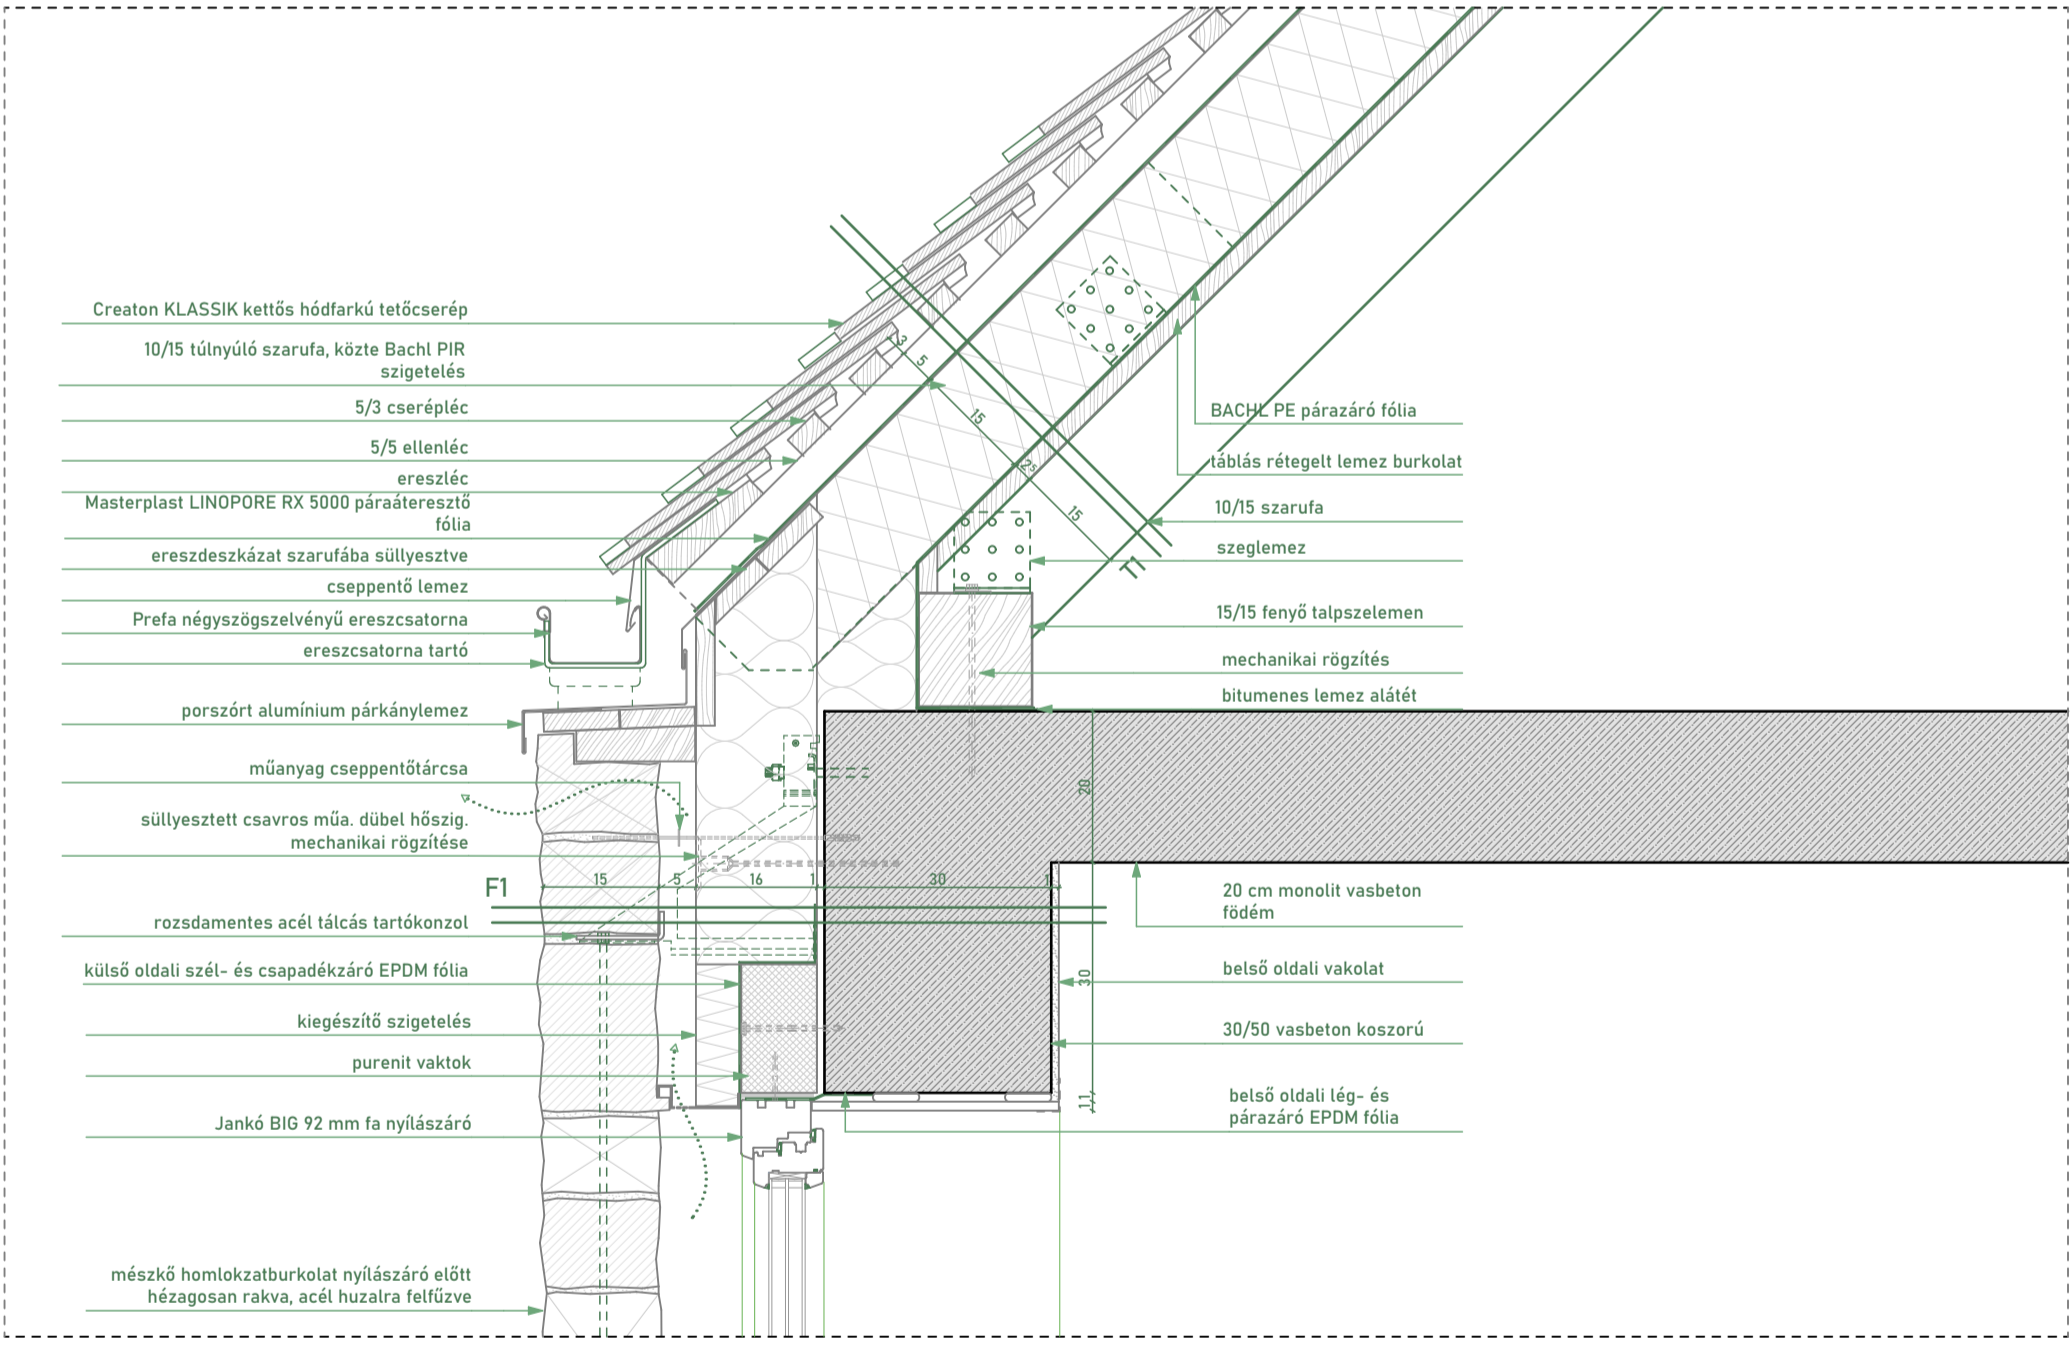 Creaton KLASSIK kettős hódfarkú tetőcserép
10/15 túlnyúló szarufa, közte Bachl PIR
szigetelés
5/3 cserépléc
5/5 ellenléc
ereszléc
Masterplast LINOPORE RX 5000 páraáteresztő
fólia
ereszdeszkázat szarufába süllyesztve
cseppentő lemez
Prefa négyszögszelvényű ereszcsatorna
ereszcsatorna tartó
porszórt alumínium párkánylemez
műanyag cseppentőtárcsa
süllyesztett csavros műa. dübel hőszig.
mechanikai rögzítése
rozsdamentes acél tálcás tartókonzol
külső oldali szél- és csapadékzáró EPDM fólia
kiegészítő szigetelés
purenit vaktok
Jankó BIG 92 mm fa nyílászáró
mészkő homlokzatburkolat nyílászáró előtt
hézagosan rakva, acél huzalra felfűzve
3
5
15
2⁵
15
T1
F1
15
5
16
1
30
1
20
30
1
1
BACHL PE párazáró fólia
táblás rétegelt lemez burkolat
10/15 szarufa
szeglemez
15/15 fenyő talpszelemen
mechanikai rögzítés
bitumenes lemez alátét
20 cm monolit vasbeton
födém
belső oldali vakolat
30/50 vasbeton koszorú
belső oldali lég- és
párazáró EPDM fólia